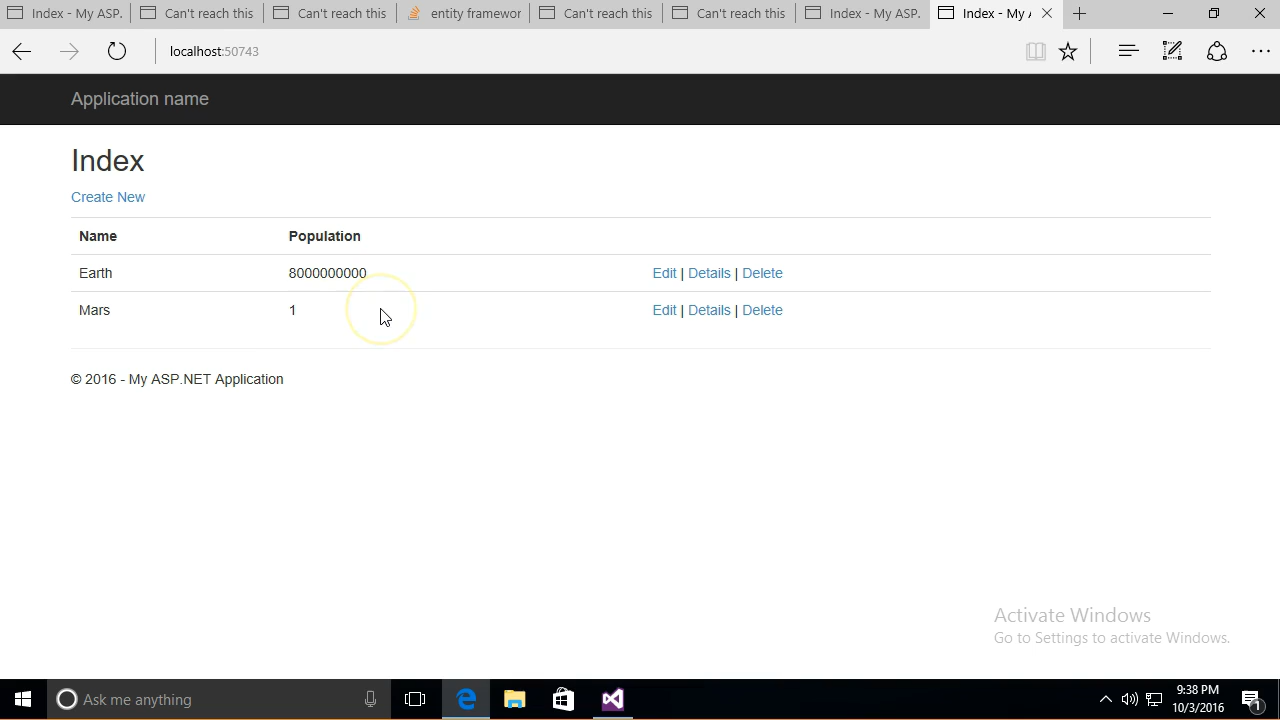 Index - My ASP. Can't reach this Can't reach this entity framewor Can't reach this Can't reach this Index - My ASP. Index - My A
localhost:50743
Application name
Index
Create New
Name Population
Earth 8000000000 Edit | Details | Delete
Mars 1 Edit | Details | Delete
© 2016 - My ASP.NET Application
Activate Windows
Go to Settings to activate Windows.
Ask me anything
9:38 PM
10/3/2016
1